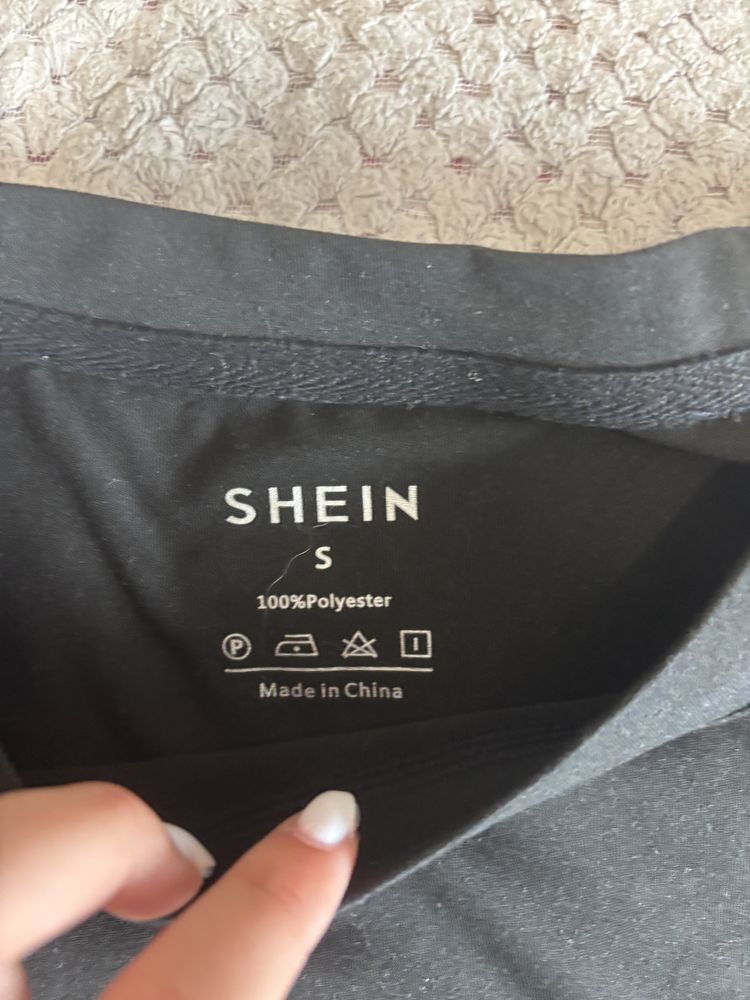 SHEIN
S
100%Polyester
P
Made in China